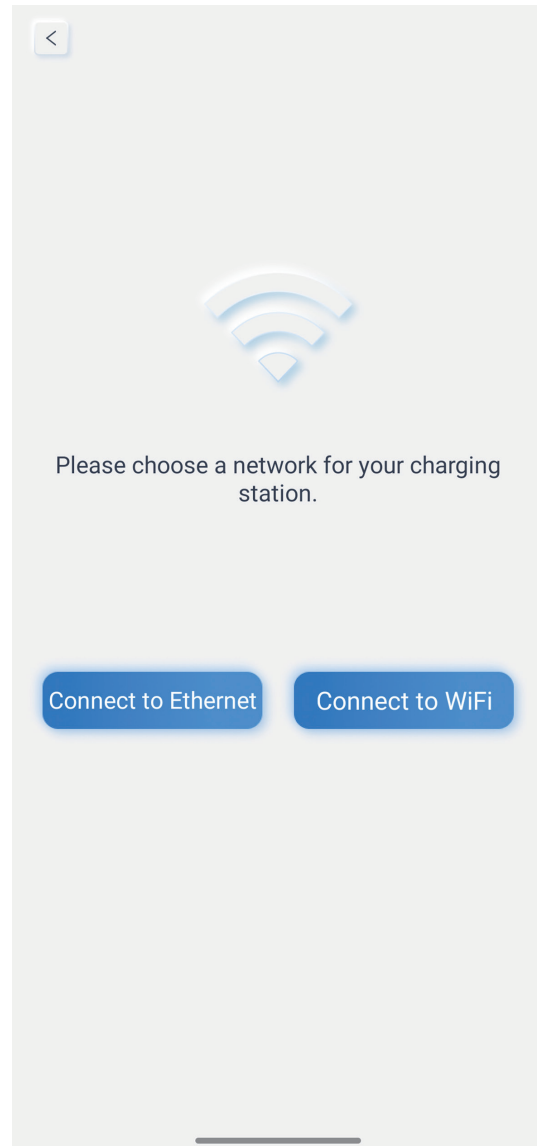 Please choose a network for your charging
station.
Connect to Ethernet
Connect to WiFi